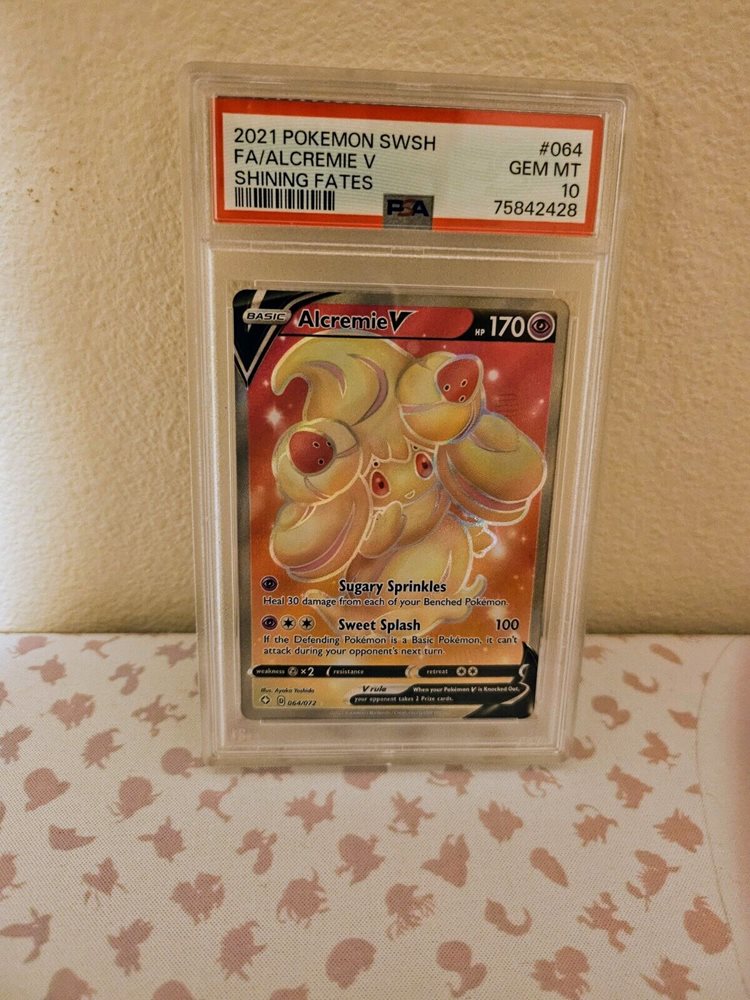 2021 POKEMON SWSH #064
FA/ALCREMIE V GEM MT
SHINING FATES 10
PSA 75842428
BASIC AlcremieV HP 170
Sugary Sprinkles
Heal 30 damage from each of your Benched Pokémon.
Sweet Splash 100
If the Defending Pokémon is a Basic Pokémon, it can't
attack during your opponent's next turn.
weakness ×2 resistance retreat
Illus. Ayaka Yoshida V rule When your Pokémon V is Knocked Out,
D 064/072 your opponent takes 2 Prize cards.